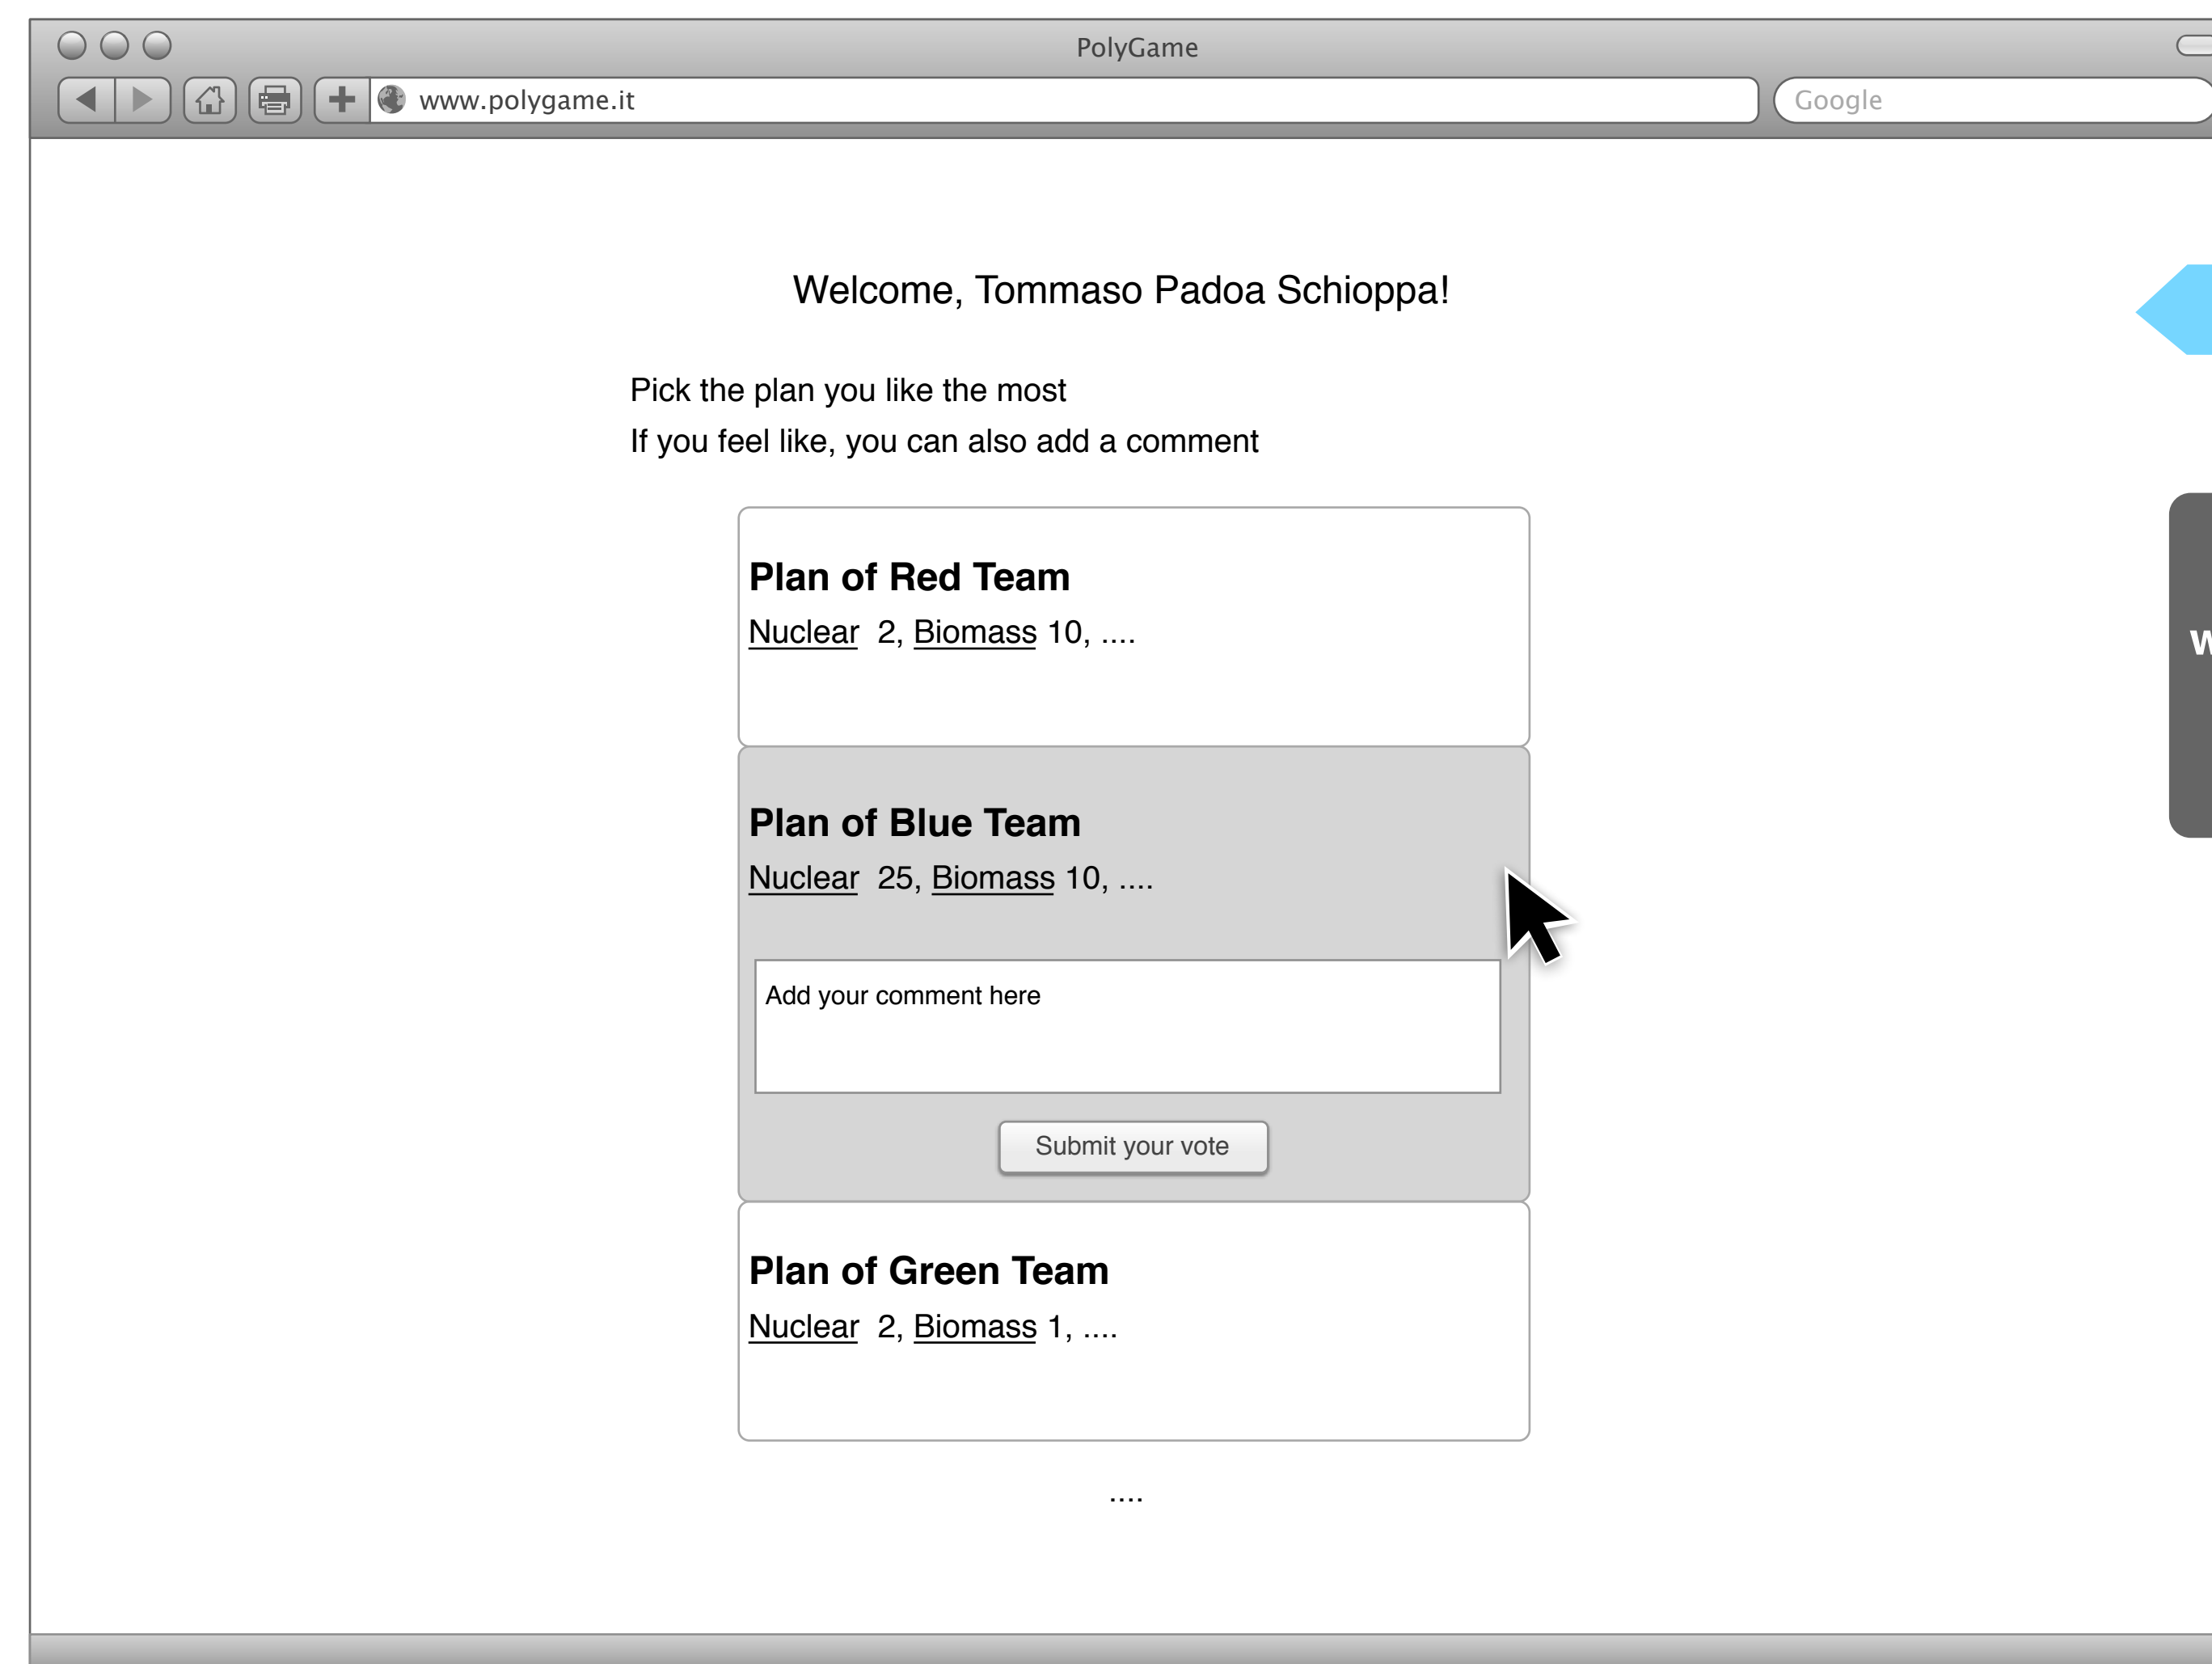 PolyGame
www.polygame.it
Google
Welcome, Tommaso Padoa Schioppa!
Pick the plan you like the most
If you feel like, you can also add a comment
Plan of Red Team
Nuclear  2, Biomass 10, ....
Plan of Blue Team
Nuclear  25, Biomass 10, ....
Add your comment here
Submit your vote
Plan of Green Team
Nuclear  2, Biomass 1, ....
....